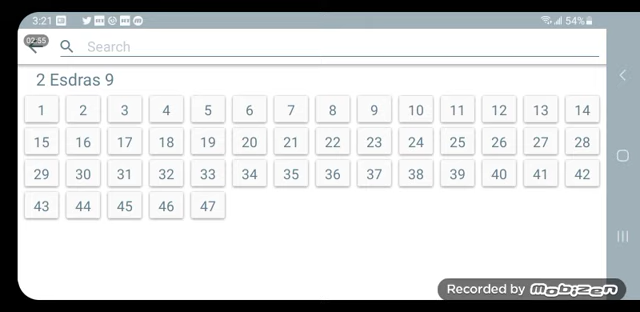 3:21 54%
02:55 Search
2 Esdras 9
1 2 3 4 5 6 7 8 9 10 11 12 13 14
15 16 17 18 19 20 21 22 23 24 25 26 27 28
29 30 31 32 33 34 35 36 37 38 39 40 41 42
43 44 45 46 47
Recorded by Mobizen